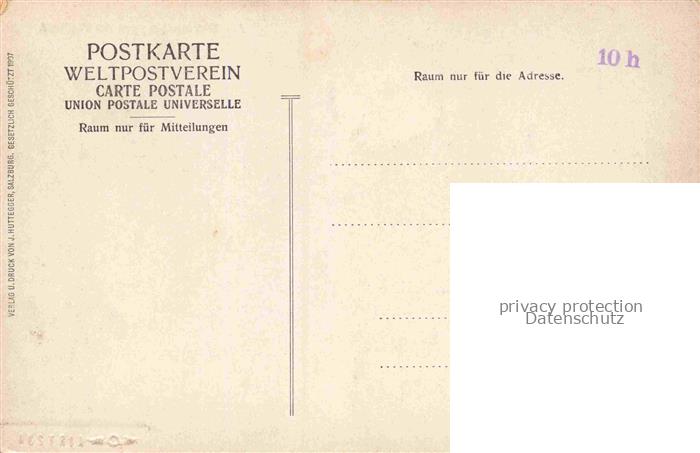 POSTKARTE
WELTPOSTVEREIN
CARTE POSTALE
UNION POSTALE UNIVERSELLE
Raum nur für Mitteilungen
VERLAG U. DRUCK VON J. HUTTEGGER, SALZBURG. GESETZLICH GESCHÜTZT 1907
10 h
Raum nur für die Adresse.
privacy protection
Datenschutz